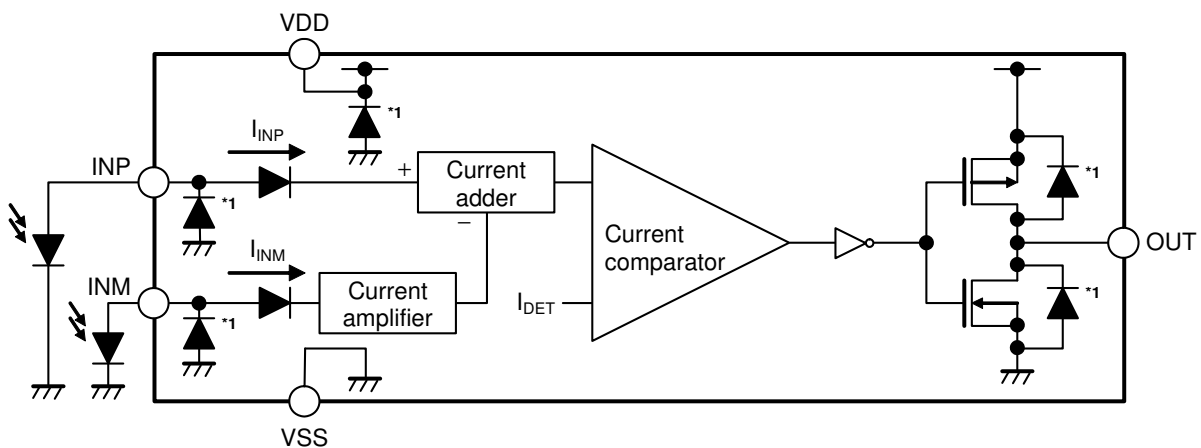 VDD
*1
I_INP
INP
+
Current
adder
*1
−
I_INM
Current
comparator
*1
OUT
INM
Current
amplifier
I_DET
*1
*1
VSS